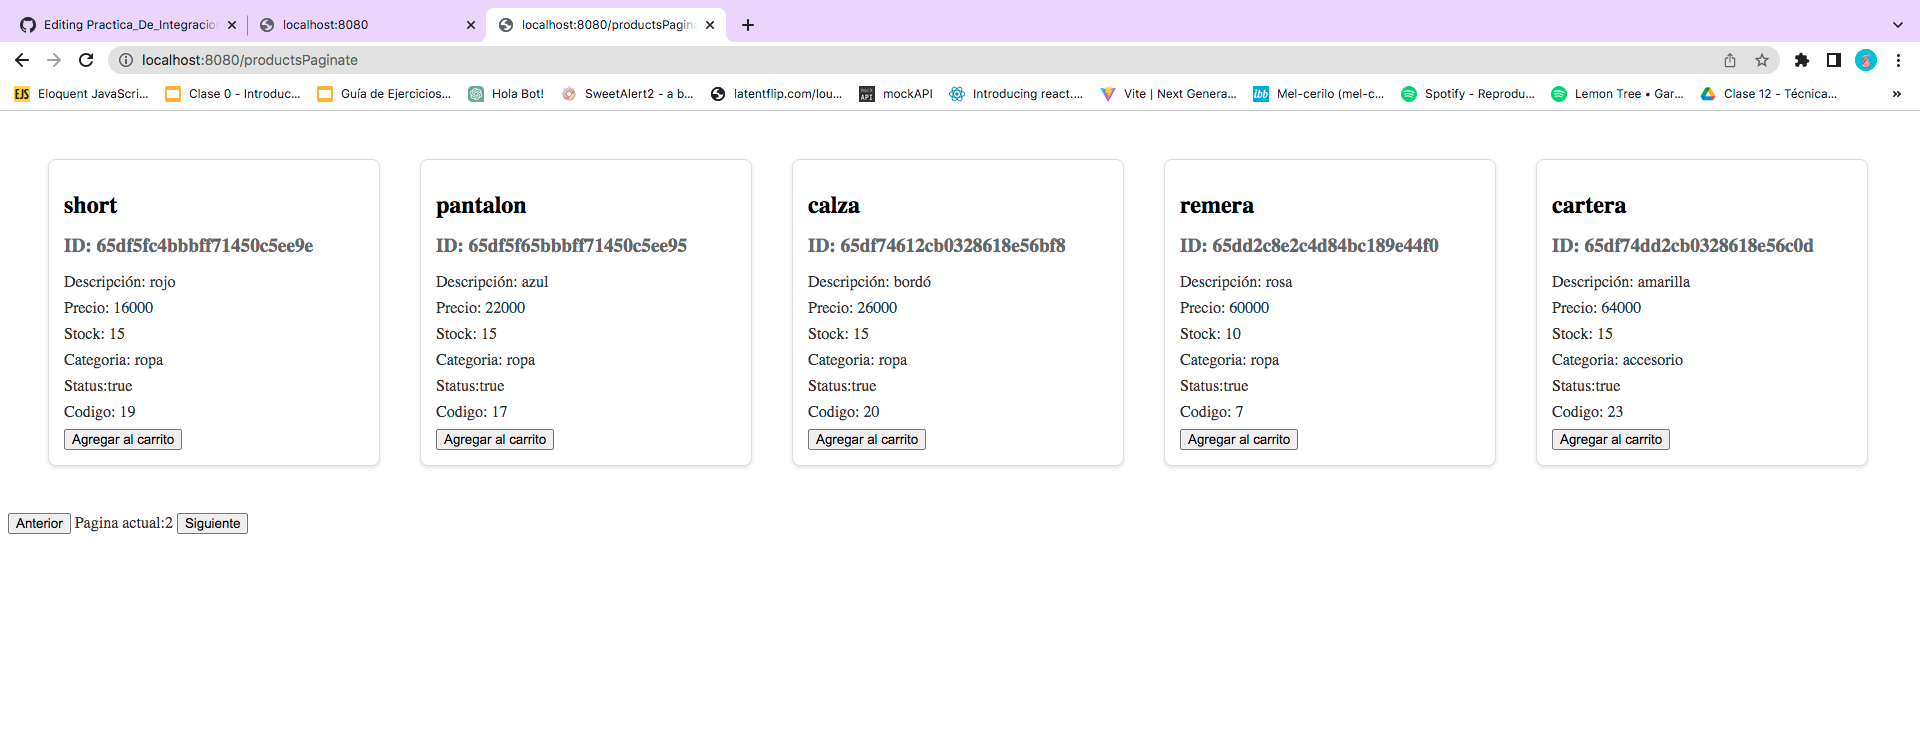 Editing Practica_De_Integracion
localhost:8080
localhost:8080/productsPagina
localhost:8080/productsPaginate
EJS Eloquent JavaScri...
Clase 0 - Introduc...
Guía de Ejercicios...
Hola Bot!
SweetAlert2 - a b...
latentflip.com/lou...
mock API mockAPI
Introducing react....
Vite | Next Genera...
ibb Mel-cerilo (mel-c...
Spotify - Reprodu...
Lemon Tree • Gar...
Clase 12 - Técnica...
short
ID: 65df5fc4bbbff71450c5ee9e
Descripción: rojo
Precio: 16000
Stock: 15
Categoria: ropa
Status:true
Codigo: 19
Agregar al carrito
pantalon
ID: 65df5f65bbbff71450c5ee95
Descripción: azul
Precio: 22000
Stock: 15
Categoria: ropa
Status:true
Codigo: 17
Agregar al carrito
calza
ID: 65df74612cb0328618e56bf8
Descripción: bordó
Precio: 26000
Stock: 15
Categoria: ropa
Status:true
Codigo: 20
Agregar al carrito
remera
ID: 65dd2c8e2c4d84bc189e44f0
Descripción: rosa
Precio: 60000
Stock: 10
Categoria: ropa
Status:true
Codigo: 7
Agregar al carrito
cartera
ID: 65df74dd2cb0328618e56c0d
Descripción: amarilla
Precio: 64000
Stock: 15
Categoria: accesorio
Status:true
Codigo: 23
Agregar al carrito
Anterior Pagina actual:2 Siguiente